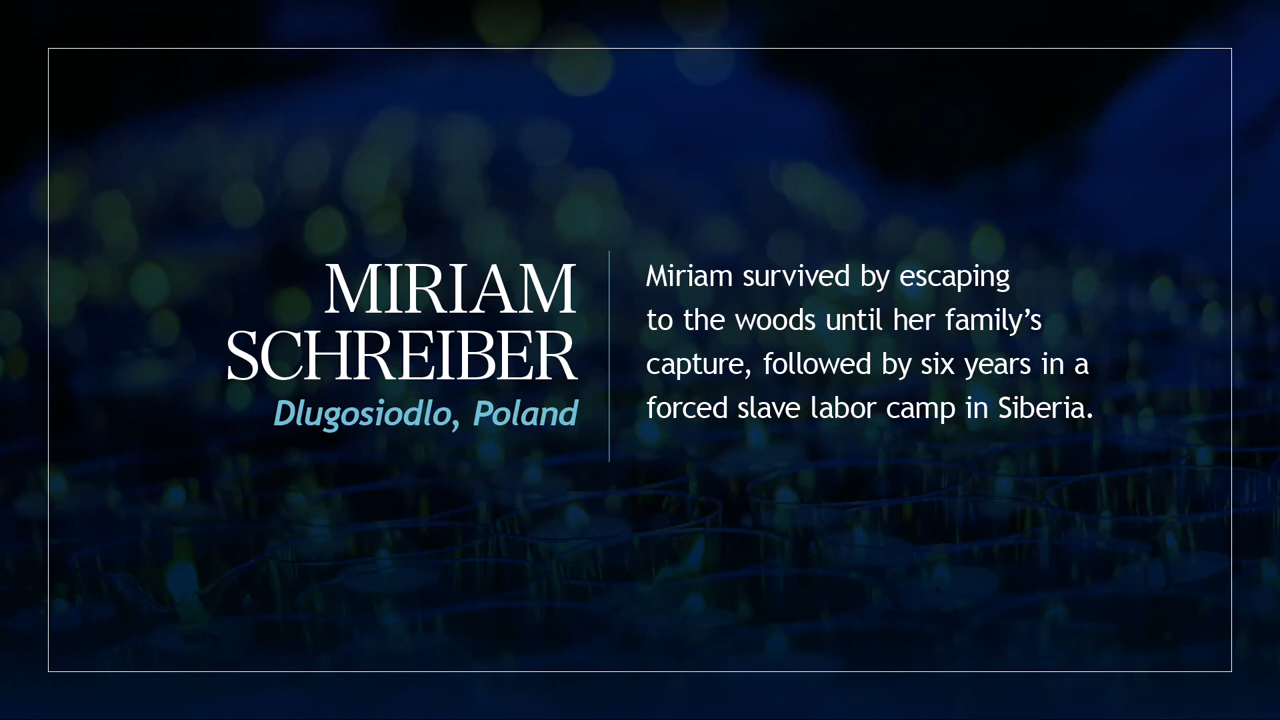 MIRIAM
SCHREIBER
Dlugosiodlo, Poland
Miriam survived by escaping
to the woods until her family’s
capture, followed by six years in a
forced slave labor camp in Siberia.